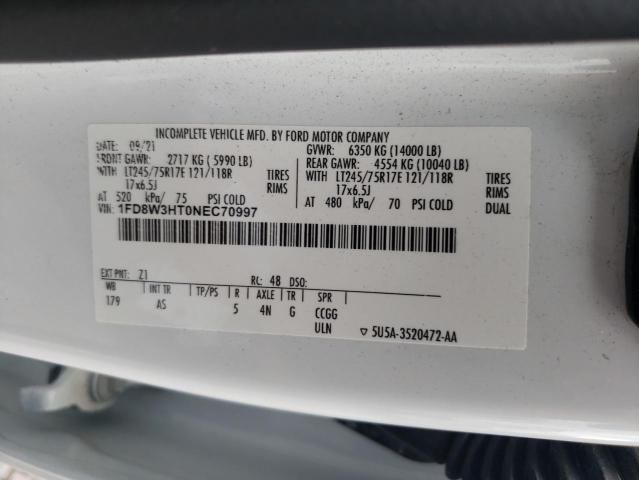 INCOMPLETE VEHICLE MFD. BY FORD MOTOR COMPANY
DATE 09/21 GVWR: 6350 KG (14000 LB)
FRONT GAWR: 2717 KG (5990 LB) REAR GAWR: 4554 KG (10040 LB)
WITH LT245/75R17E 121/118R TIRES WITH LT245/75R17E 121/118R TIRES
17x6.5J RIMS 17x6.5J RIMS
AT 520 kPa/ 75 PSI COLD AT 480 kPa/ 70 PSI COLD DUAL
VIN: 1FD8W3HT0NEC70997
EXT PNT: Z1 RC: 48 DSO:
WB INT TR TP/PS R AXLE TR SPR
179 AS 5 4N G CCGG
ULN ▽ 5U5A-3520472-AA